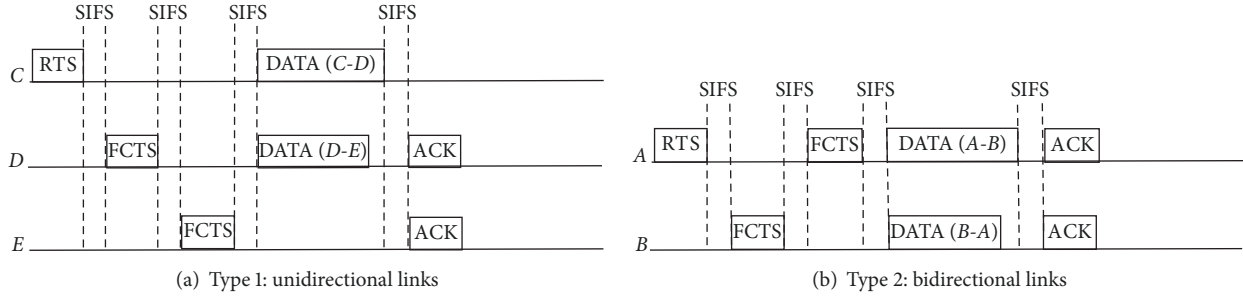 SIFS SIFS SIFS SIFS
C RTS DATA (C-D)
D FCTS DATA (D-E) ACK
E FCTS ACK
(a) Type 1: unidirectional links
SIFS SIFS SIFS SIFS
A RTS FCTS DATA (A-B) ACK
B FCTS DATA (B-A) ACK
(b) Type 2: bidirectional links